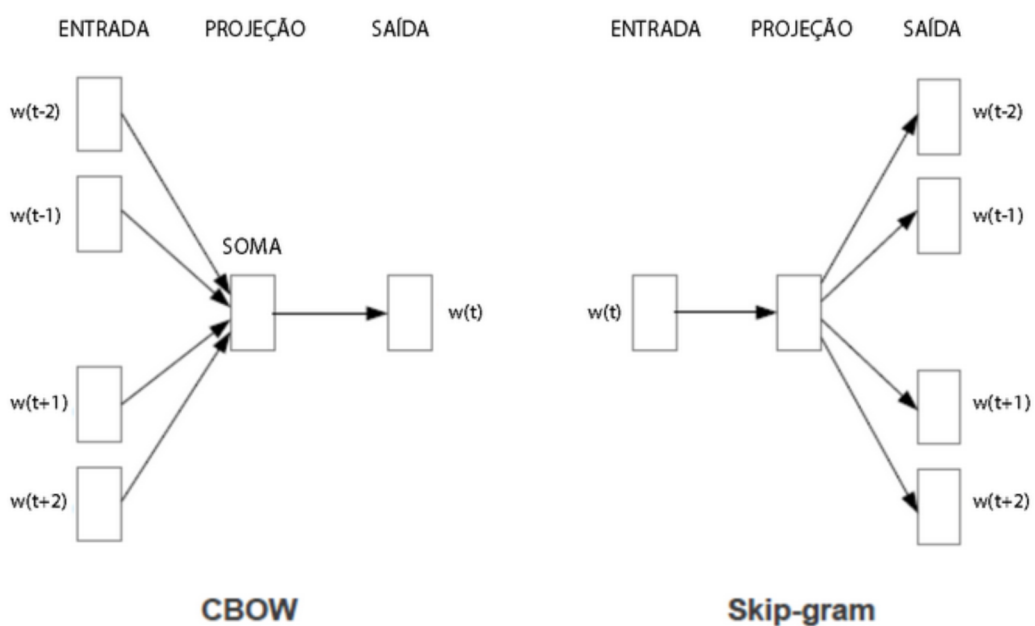 ENTRADA PROJEÇÃO SAÍDA
w(t-2)
w(t-1)
SOMA
w(t)
w(t+1)
w(t+2)
CBOW
ENTRADA PROJEÇÃO SAÍDA
w(t-2)
w(t-1)
w(t)
w(t+1)
w(t+2)
Skip-gram